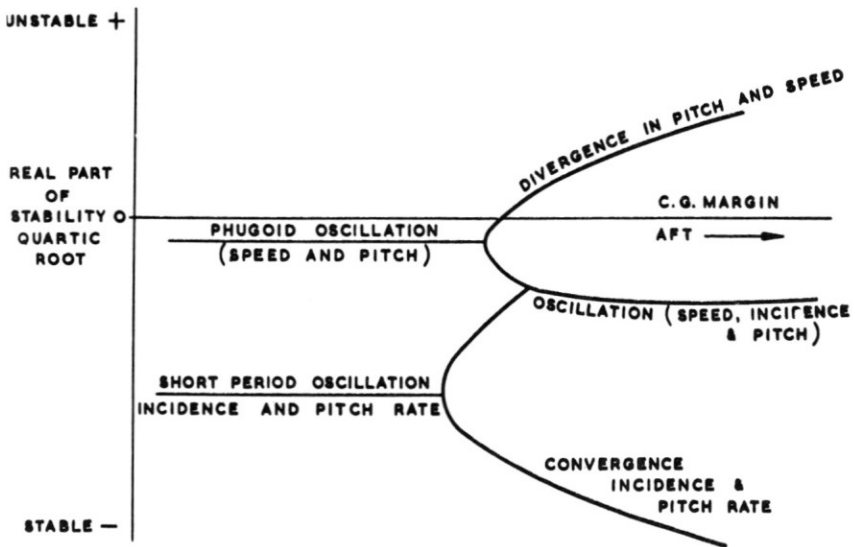 UNSTABLE +
REAL PART
OF
STABILITY O
QUARTIC
ROOT
STABLE —
DIVERGENCE IN PITCH AND SPEED
C.G. MARGIN
AFT
PHUGOID OSCILLATION
(SPEED AND PITCH)
OSCILLATION (SPEED, INCIDENCE
& PITCH)
SHORT PERIOD OSCILLATION
INCIDENCE AND PITCH RATE
CONVERGENCE
INCIDENCE &
PITCH RATE